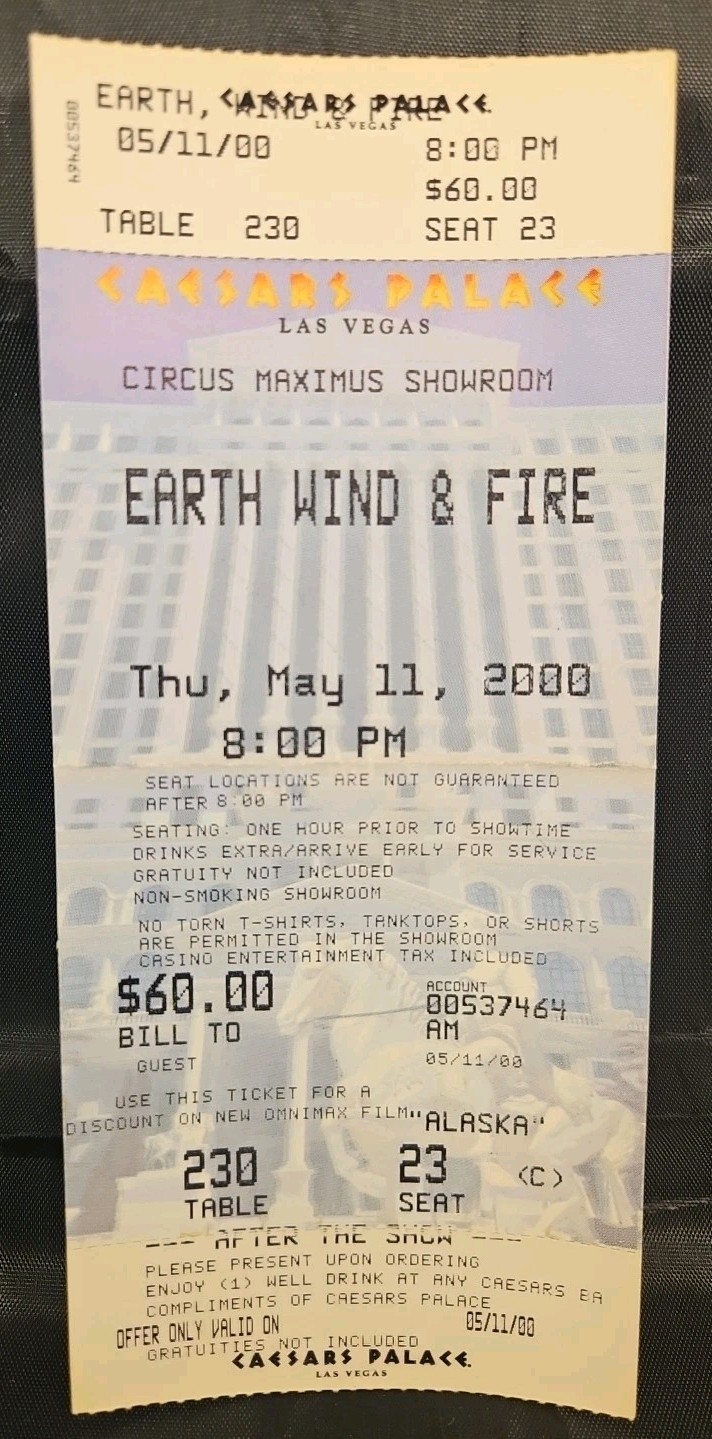 EARTH, WIND & FIRE
CAESARS PALACE
LAS VEGAS
00537464
05/11/00 8:00 PM
$60.00
TABLE 230 SEAT 23
CAESARS PALACE
LAS VEGAS
CIRCUS MAXIMUS SHOWROOM
EARTH WIND & FIRE
Thu, May 11, 2000
8:00 PM
SEAT LOCATIONS ARE NOT GUARANTEED
AFTER 8:00 PM
SEATING: ONE HOUR PRIOR TO SHOWTIME
DRINKS EXTRA/ARRIVE EARLY FOR SERVICE
GRATUITY NOT INCLUDED
NON-SMOKING SHOWROOM
NO TORN T-SHIRTS, TANKTOPS, OR SHORTS
ARE PERMITTED IN THE SHOWROOM
CASINO ENTERTAINMENT TAX INCLUDED
$60.00 ACCOUNT
00537464
BILL TO AM
GUEST 05/11/00
USE THIS TICKET FOR A
DISCOUNT ON NEW OMNIMAX FILM "ALASKA"
230 23 (C)
TABLE SEAT
--- AFTER THE SHOW ---
PLEASE PRESENT UPON ORDERING
ENJOY (1) WELL DRINK AT ANY CAESARS BA
COMPLIMENTS OF CAESARS PALACE
OFFER ONLY VALID ON 05/11/00
GRATUITIES NOT INCLUDED
CAESARS PALACE
LAS VEGAS